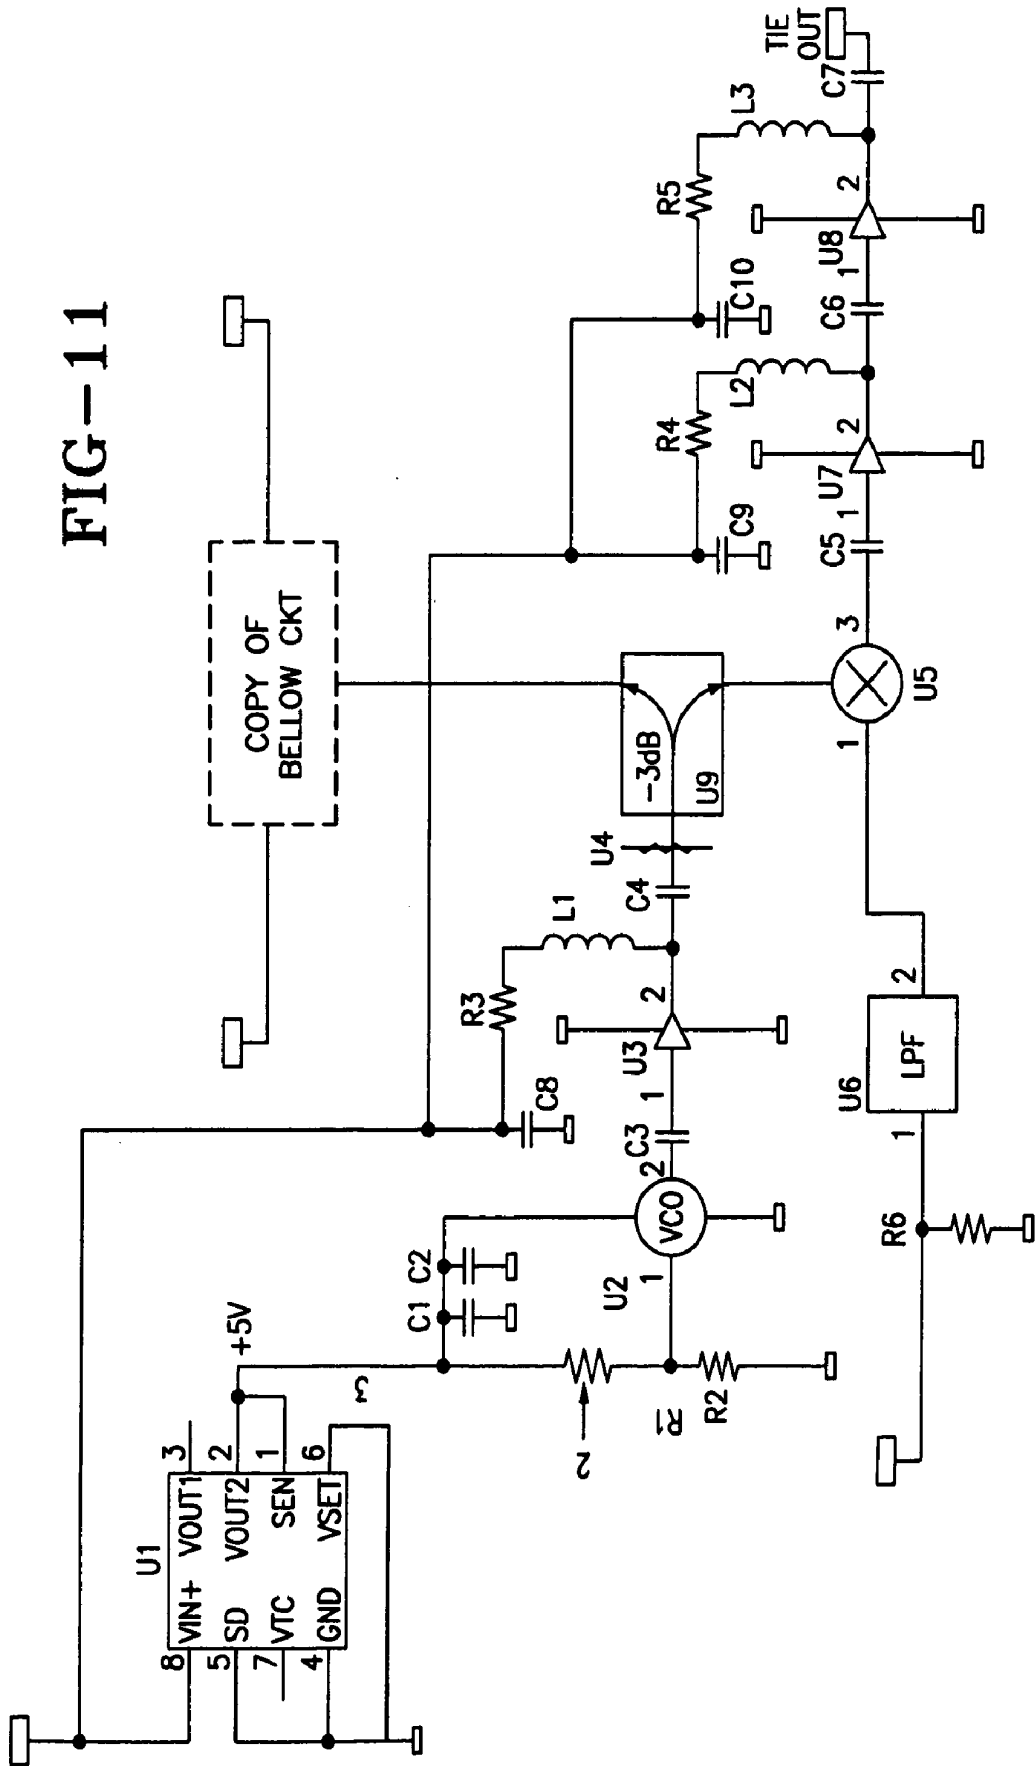 FIG-11
COPY OF
BELLOW CKT
TIE
OUT
U1
8 VIN+ VOUT1 3
5 SD VOUT2 2
7 VTC SEN 1
4 GND VSET 6
+5V
3
2
R1
R2
C1
C2
U2
1 VCO 2
C3
1 U3 2
R3
L1
C8
C4
U4
-3dB
U9
R6
1 U6 2
LPF
1 U5 3
C5
1 U7 2
C9
R4
L2
C6
1 U8 2
C10
R5
L3
C7